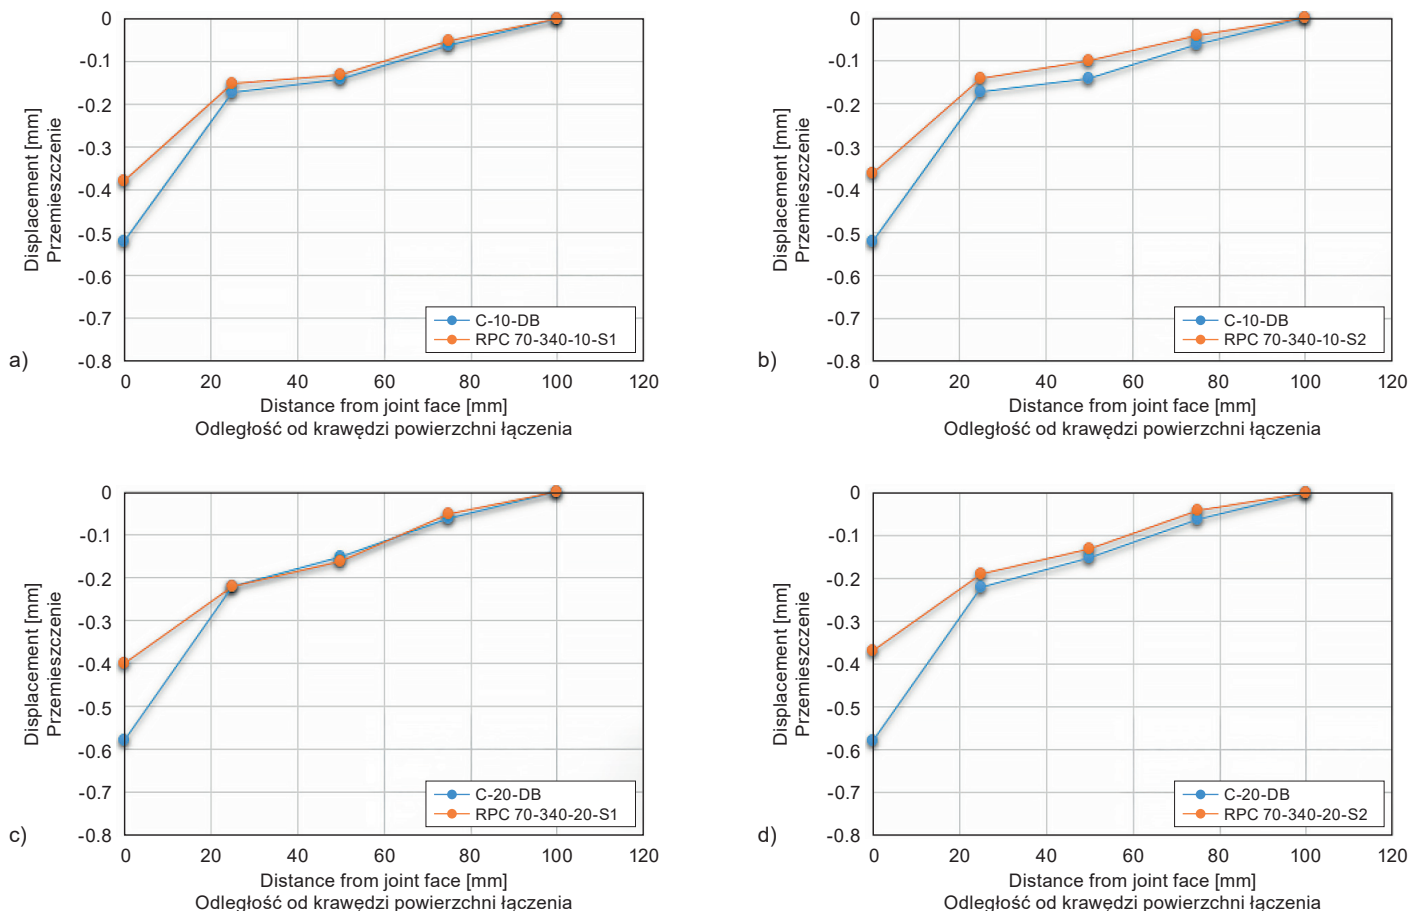 0
-0.1
-0.2
-0.3
-0.4
-0.5
-0.6
-0.7
-0.8
Displacement [mm]
Przemieszczenie
C-10-DB
RPC 70-340-10-S1
a)
0 20 40 60 80 100 120
Distance from joint face [mm]
Odległość od krawędzi powierzchni łączenia
0
-0.1
-0.2
-0.3
-0.4
-0.5
-0.6
-0.7
-0.8
Displacement [mm]
Przemieszczenie
C-10-DB
RPC 70-340-10-S2
b)
0 20 40 60 80 100 120
Distance from joint face [mm]
Odległość od krawędzi powierzchni łączenia
0
-0.1
-0.2
-0.3
-0.4
-0.5
-0.6
-0.7
-0.8
Displacement [mm]
Przemieszczenie
C-20-DB
RPC 70-340-20-S1
c)
0 20 40 60 80 100 120
Distance from joint face [mm]
Odległość od krawędzi powierzchni łączenia
0
-0.1
-0.2
-0.3
-0.4
-0.5
-0.6
-0.7
-0.8
Displacement [mm]
Przemieszczenie
C-20-DB
RPC 70-340-20-S2
d)
0 20 40 60 80 100 120
Distance from joint face [mm]
Odległość od krawędzi powierzchni łączenia